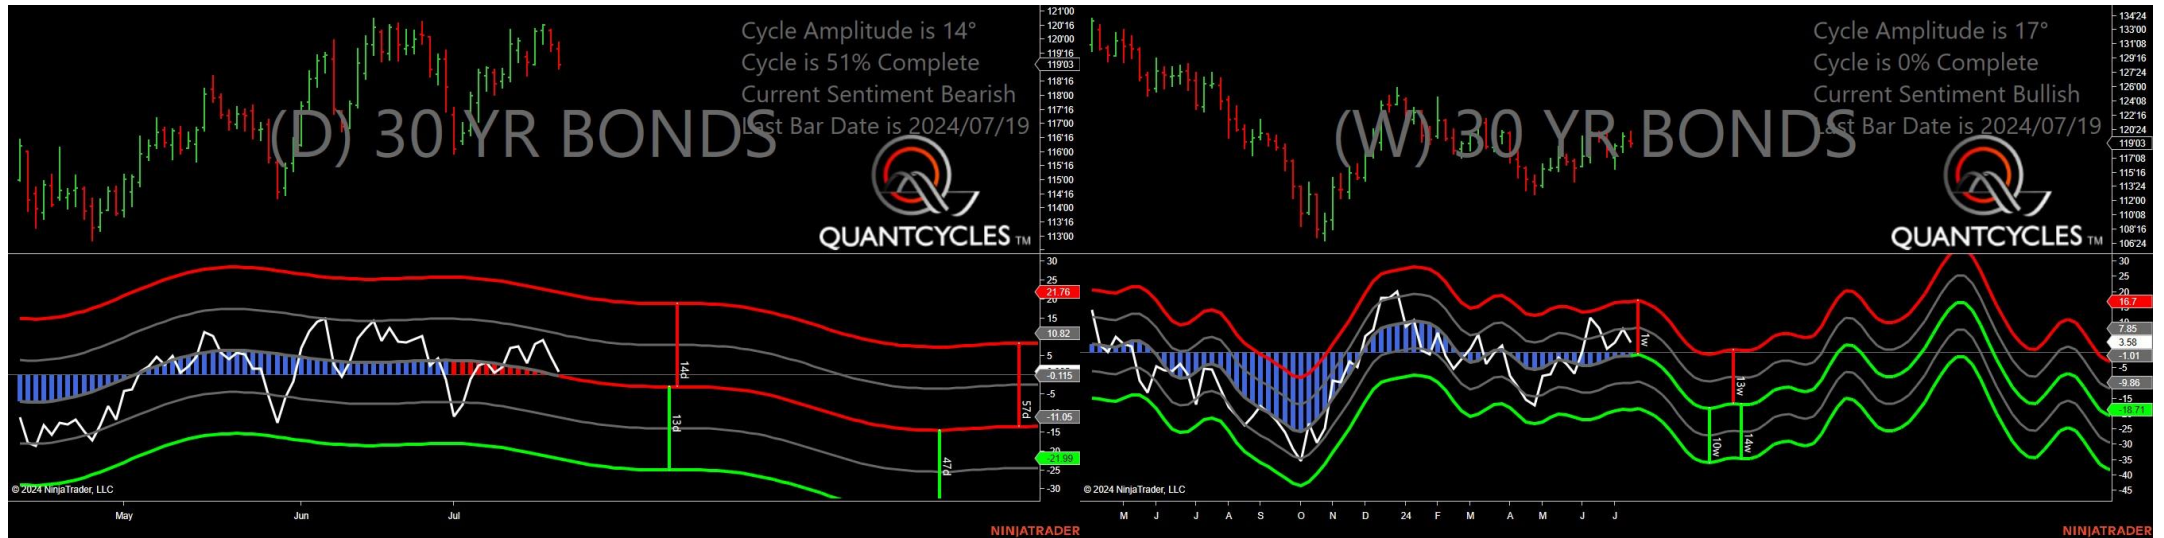 Cycle Amplitude is 14°
Cycle is 51% Complete
Current Sentiment Bearish
Last Bar Date is 2024/07/19
(D) 30 YR BONDS
QUANTCYCLES TM
121'00
120'16
120'00
119'16
119'03
118'16
118'00
117'16
117'00
116'16
116'00
115'16
115'00
114'16
114'00
113'16
113'00
30
25
21.76
20
15
10.82
5
-0.115
-5
-11.05
-15
-20
-21.99
-25
-30
14d
13d
47d
57d
© 2024 NinjaTrader, LLC
May Jun Jul
NINJATRADER
Cycle Amplitude is 17°
Cycle is 0% Complete
Current Sentiment Bullish
Last Bar Date is 2024/07/19
(W) 30 YR BONDS
QUANTCYCLES TM
134'24
133'00
131'08
129'16
127'24
126'00
124'08
122'16
120'24
119'03
117'08
115'16
113'24
112'00
110'08
108'16
106'24
30
25
20
16.7
7.85
3.58
-1.01
-5
-9.86
-15
-18.71
-25
-30
-35
-40
-45
1w
13w
10w
14w
© 2024 NinjaTrader, LLC
M J J A S O N D 24 F M A M J J
NINJATRADER